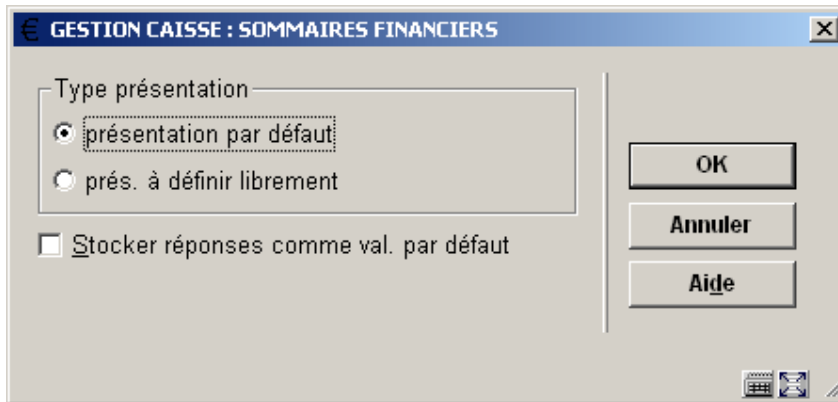 € GESTION CAISSE : SOMMAIRES FINANCIERS
Type présentation
présentation par défaut
prés. à définir librement
Stocker réponses comme val. par défaut
OK
Annuler
Aide